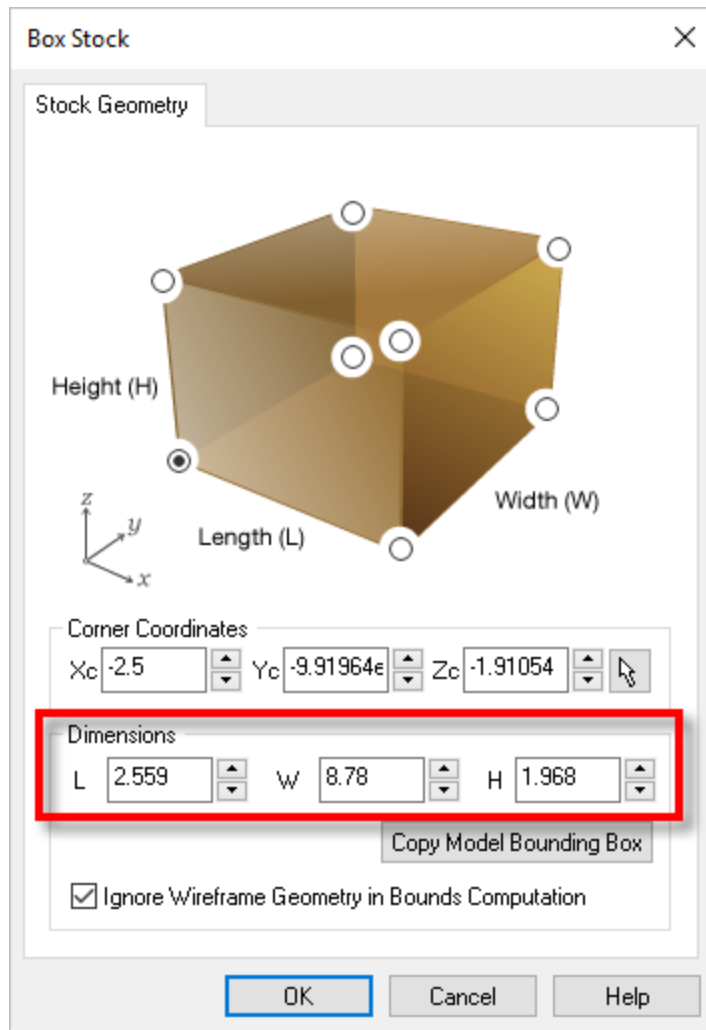 Box Stock
Stock Geometry
Height (H)
Width (W)
Length (L)
z
y
x
Corner Coordinates
Xc -2.5 Yc -9.91964e Zc -1.91054
Dimensions
L 2.559 W 8.78 H 1.968
Copy Model Bounding Box
Ignore Wireframe Geometry in Bounds Computation
OK Cancel Help